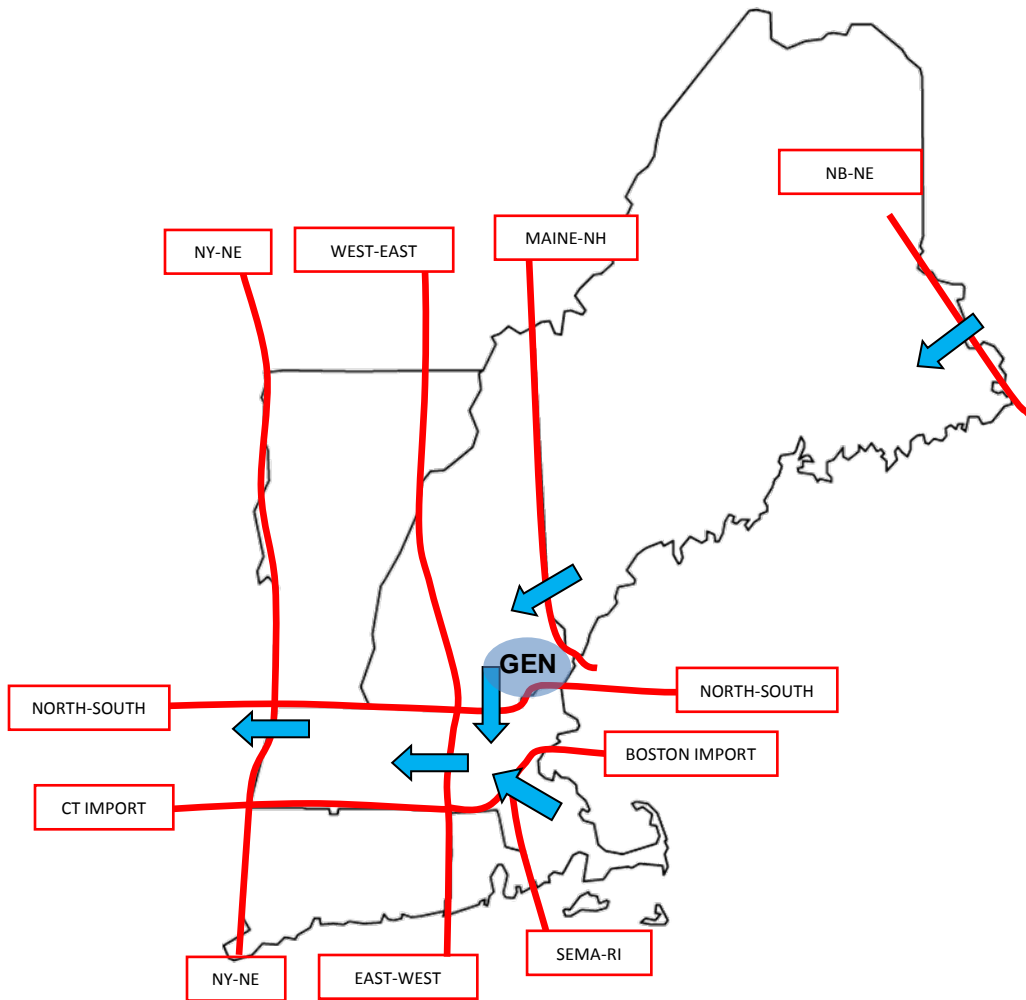 NB-NE
MAINE-NH
NY-NE
WEST-EAST
GEN
NORTH-SOUTH
NORTH-SOUTH
BOSTON IMPORT
CT IMPORT
SEMA-RI
NY-NE
EAST-WEST